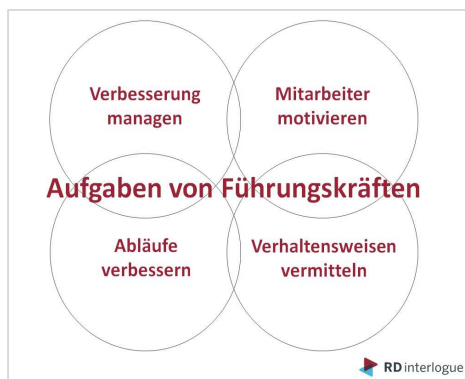 Verbesserung
managen
Mitarbeiter
motivieren
Aufgaben von Führungskräften
Abläufe
verbessern
Verhaltensweisen
vermitteln
RD interlogue